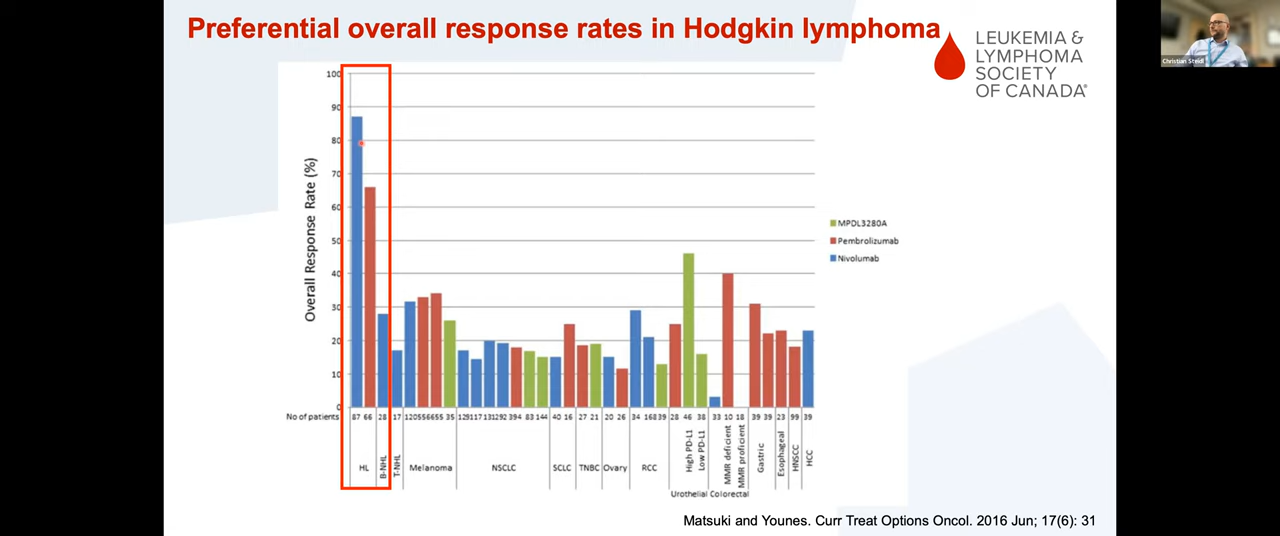 Preferential overall response rates in Hodgkin lymphoma
LEUKEMIA &
LYMPHOMA
SOCIETY
OF CANADA®
Christian Steidl
Overall Response Rate (%)
100
90
80
70
60
50
40
30
20
10
0
MPDL3280A
Pembrolizumab
Nivolumab
No of patients 87 66 28 17 120 55 66 55 35 129 117 131 292 394 83 144 40 16 27 21 20 26 34 168 39 28 46 38 33 10 18 39 39 23 99 39
HL
B-NHL
T-NHL
Melanoma
NSCLC
SCLC
TNBC
Ovary
RCC
High PD-L1
Low PD-L1
Urothelial
MMR deficient
MMR proficient
Colorectal
Gastric
Esophageal
HNSCC
HCC
Matsuki and Younes. Curr Treat Options Oncol. 2016 Jun; 17(6): 31